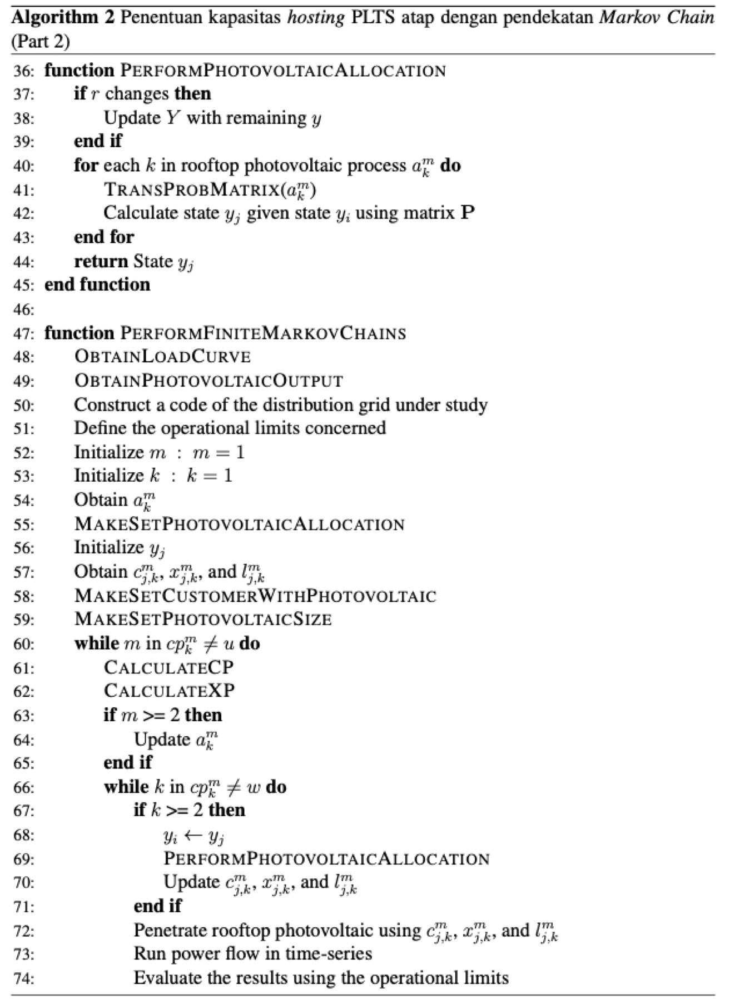 Algorithm 2 Penentuan kapasitas hosting PLTS atap dengan pendekatan Markov Chain
(Part 2)
36: function PERFORMPHOTOVOLTAICALLOCATION
37: if r changes then
38: Update Y with remaining y
39: end if
40: for each k in rooftop photovoltaic process a_k^m do
41: TRANSPROBMATRIX(a_k^m)
42: Calculate state y_j given state y_i using matrix P
43: end for
44: return State y_j
45: end function
46:
47: function PERFORMFINITEMARKOVCHAINS
48: OBTAINLOADCURVE
49: OBTAINPHOTOVOLTAICOUTPUT
50: Construct a code of the distribution grid under study
51: Define the operational limits concerned
52: Initialize m : m = 1
53: Initialize k : k = 1
54: Obtain a_k^m
55: MAKESETPHOTOVOLTAICALLOCATION
56: Initialize y_j
57: Obtain c_{j,k}^m, x_{j,k}^m, and l_{j,k}^m
58: MAKESETCUSTOMERWITHPHOTOVOLTAIC
59: MAKESETPHOTOVOLTAICSIZE
60: while m in cp_k^m ≠ u do
61: CALCULATECP
62: CALCULATEXP
63: if m >= 2 then
64: Update a_k^m
65: end if
66: while k in cp_k^m ≠ w do
67: if k >= 2 then
68: y_i ← y_j
69: PERFORMPHOTOVOLTAICALLOCATION
70: Update c_{j,k}^m, x_{j,k}^m, and l_{j,k}^m
71: end if
72: Penetrate rooftop photovoltaic using c_{j,k}^m, x_{j,k}^m, and l_{j,k}^m
73: Run power flow in time-series
74: Evaluate the results using the operational limits